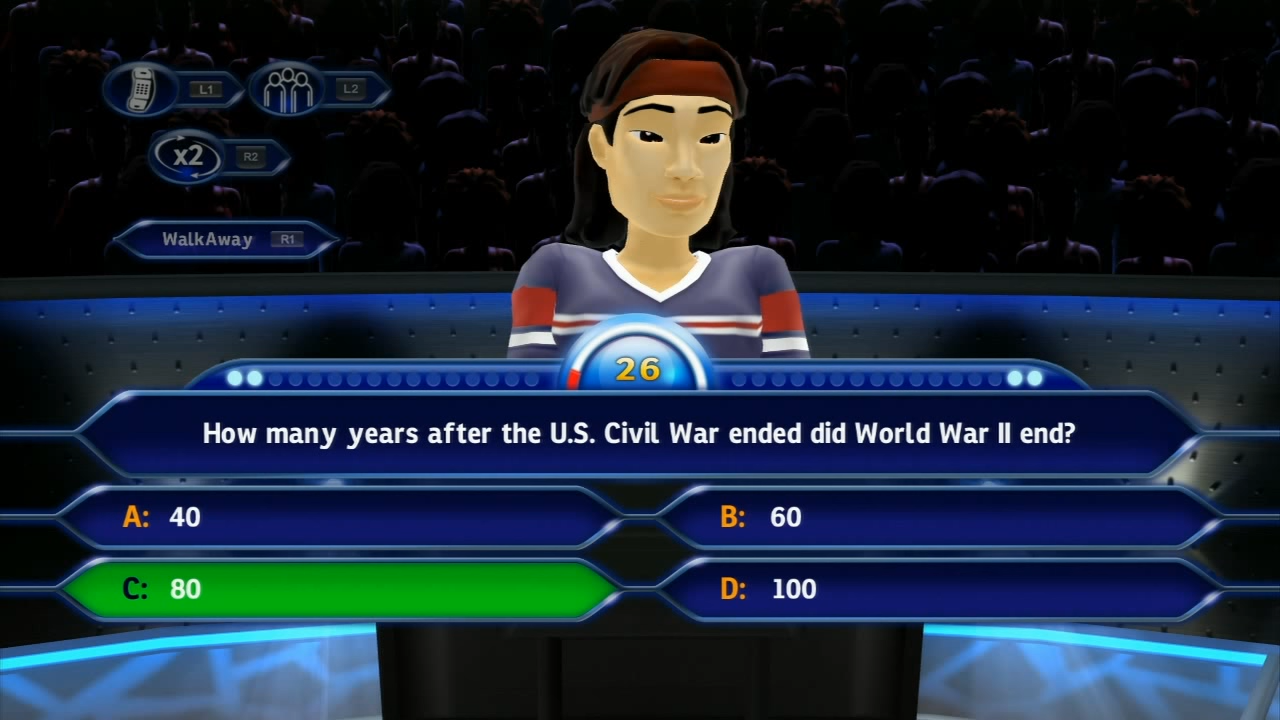 L1
L2
x2
R2
WalkAway R1
26
How many years after the U.S. Civil War ended did World War II end?
A: 40
B: 60
C: 80
D: 100